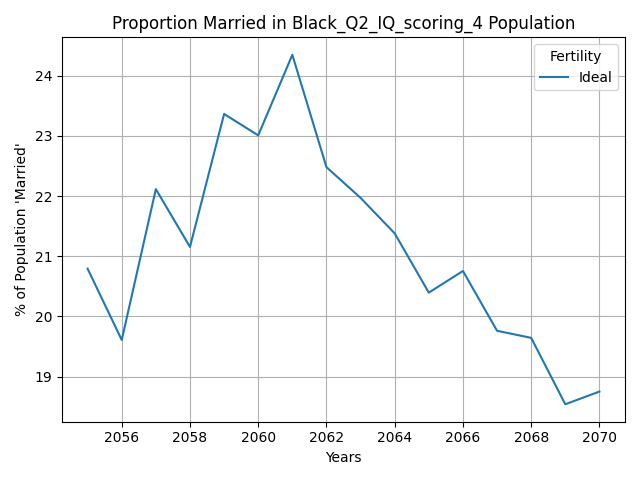 Proportion Married in Black_Q2_IQ_scoring_4 Population
Fertility
Ideal
% of Population 'Married'
24
23
22
21
20
19
2056 2058 2060 2062 2064 2066 2068 2070
Years